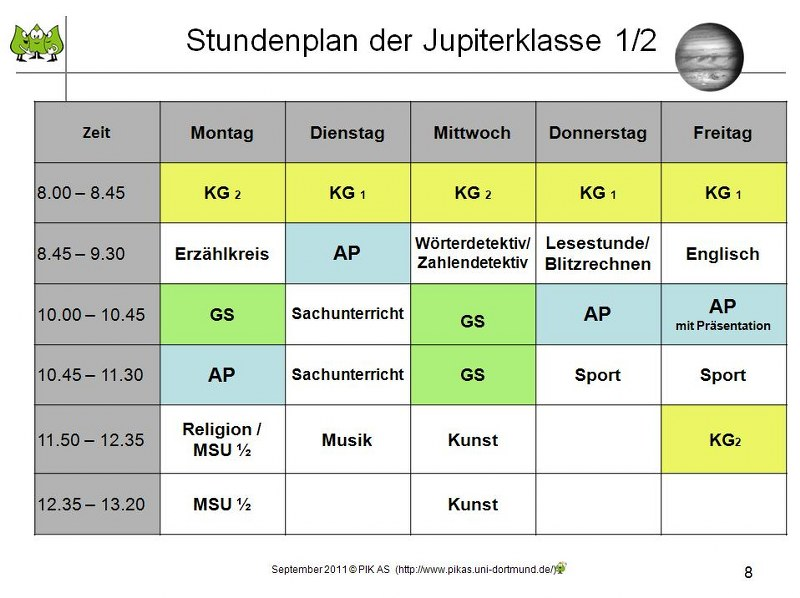 Stundenplan der Jupiterklasse 1/2
Zeit Montag Dienstag Mittwoch Donnerstag Freitag
8.00 – 8.45 KG 2 KG 1 KG 2 KG 1 KG 1
8.45 – 9.30 Erzählkreis AP Wörterdetektiv/ Zahlendetektiv Lesestunde/ Blitzrechnen Englisch
10.00 – 10.45 GS Sachunterricht GS AP AP mit Präsentation
10.45 – 11.30 AP Sachunterricht GS Sport Sport
11.50 – 12.35 Religion / MSU ½ Musik Kunst KG2
12.35 – 13.20 MSU ½ Kunst
September 2011 © PIK AS (http://www.pikas.uni-dortmund.de/)
8